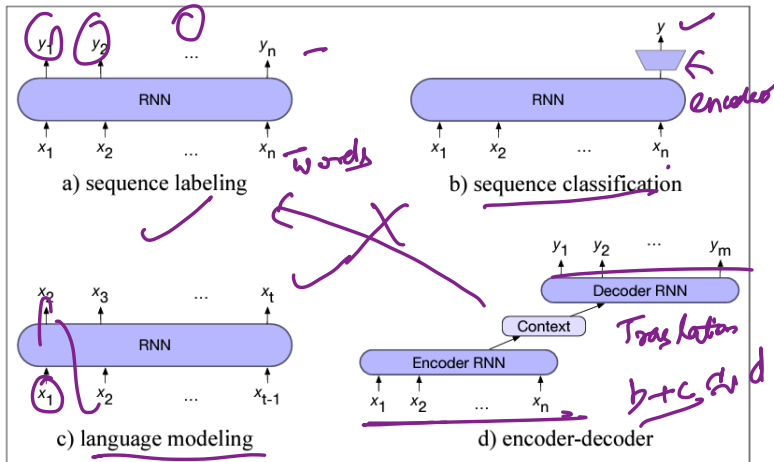 y1 y2 ... yn
RNN
x1 x2 ... xn
words
a) sequence labeling
y
encoder
RNN
x1 x2 ... xn
b) sequence classification
x2 x3 ... xt
RNN
x1 x2 ... xt-1
c) language modeling
y1 y2 ... ym
Decoder RNN
Context
Translation
Encoder RNN
x1 x2 ... xn
b+c
d
d) encoder-decoder